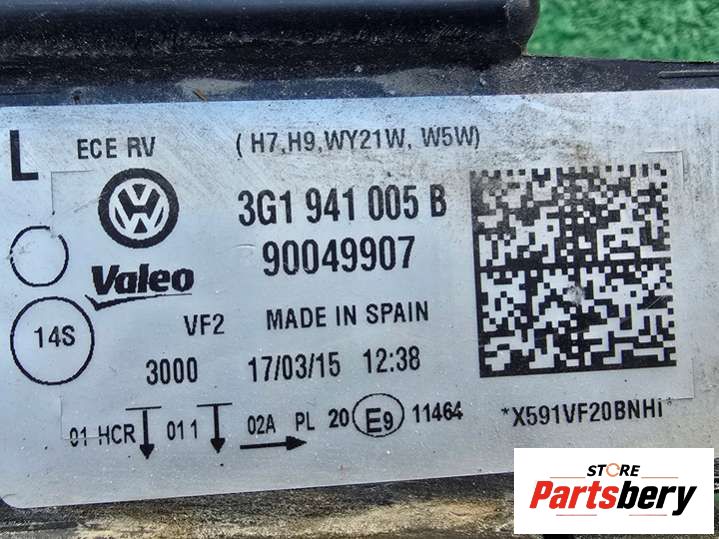 L
ECE RV
( H7,H9,WY21W, W5W)
3G1 941 005 B
90049907
Valeo
14S
VF2
MADE IN SPAIN
3000
17/03/15 12:38
01 HCR 011 02A PL 20 E9 11464
*X591VF20BNHi*
STORE
Partsbery